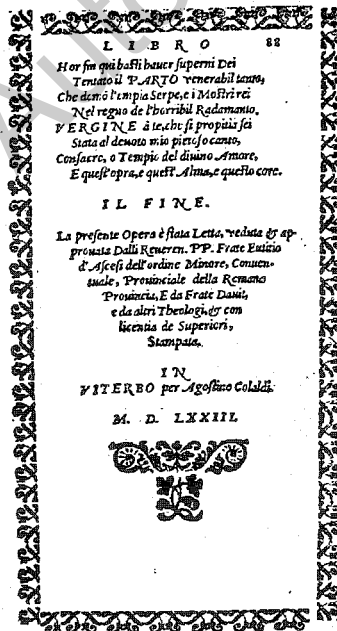 LIBRO 88
Hor fin qui basti hauer superni Dei
Tentato il PARTO venerabil tanto,
Che domò l'empia Serpe, e i Mostri rei
Nel regno de l'horribil Radamanto.
VERGINE à te, che si propitia sei
Stata al deuoto mio pietoso canto,
Consacro, o Tempio del diuino Amore,
E quest'opra, e quest'Alma, e questo core.
IL FINE.
La presente Opera è stata Letta, veduta & ap-
prouata Dalli Reueren. PP. Frate Eutitio
d'Ascesi dell'ordine Minore, Conuen-
tuale, Prouinciale della Romana
Prouincia, E da Frate Dauit,
e da altri Theologi, & con
licentia de Superiori,
Stampata.
IN
VITERBO per Agostino Colaldi.
M. D. LXXIII.